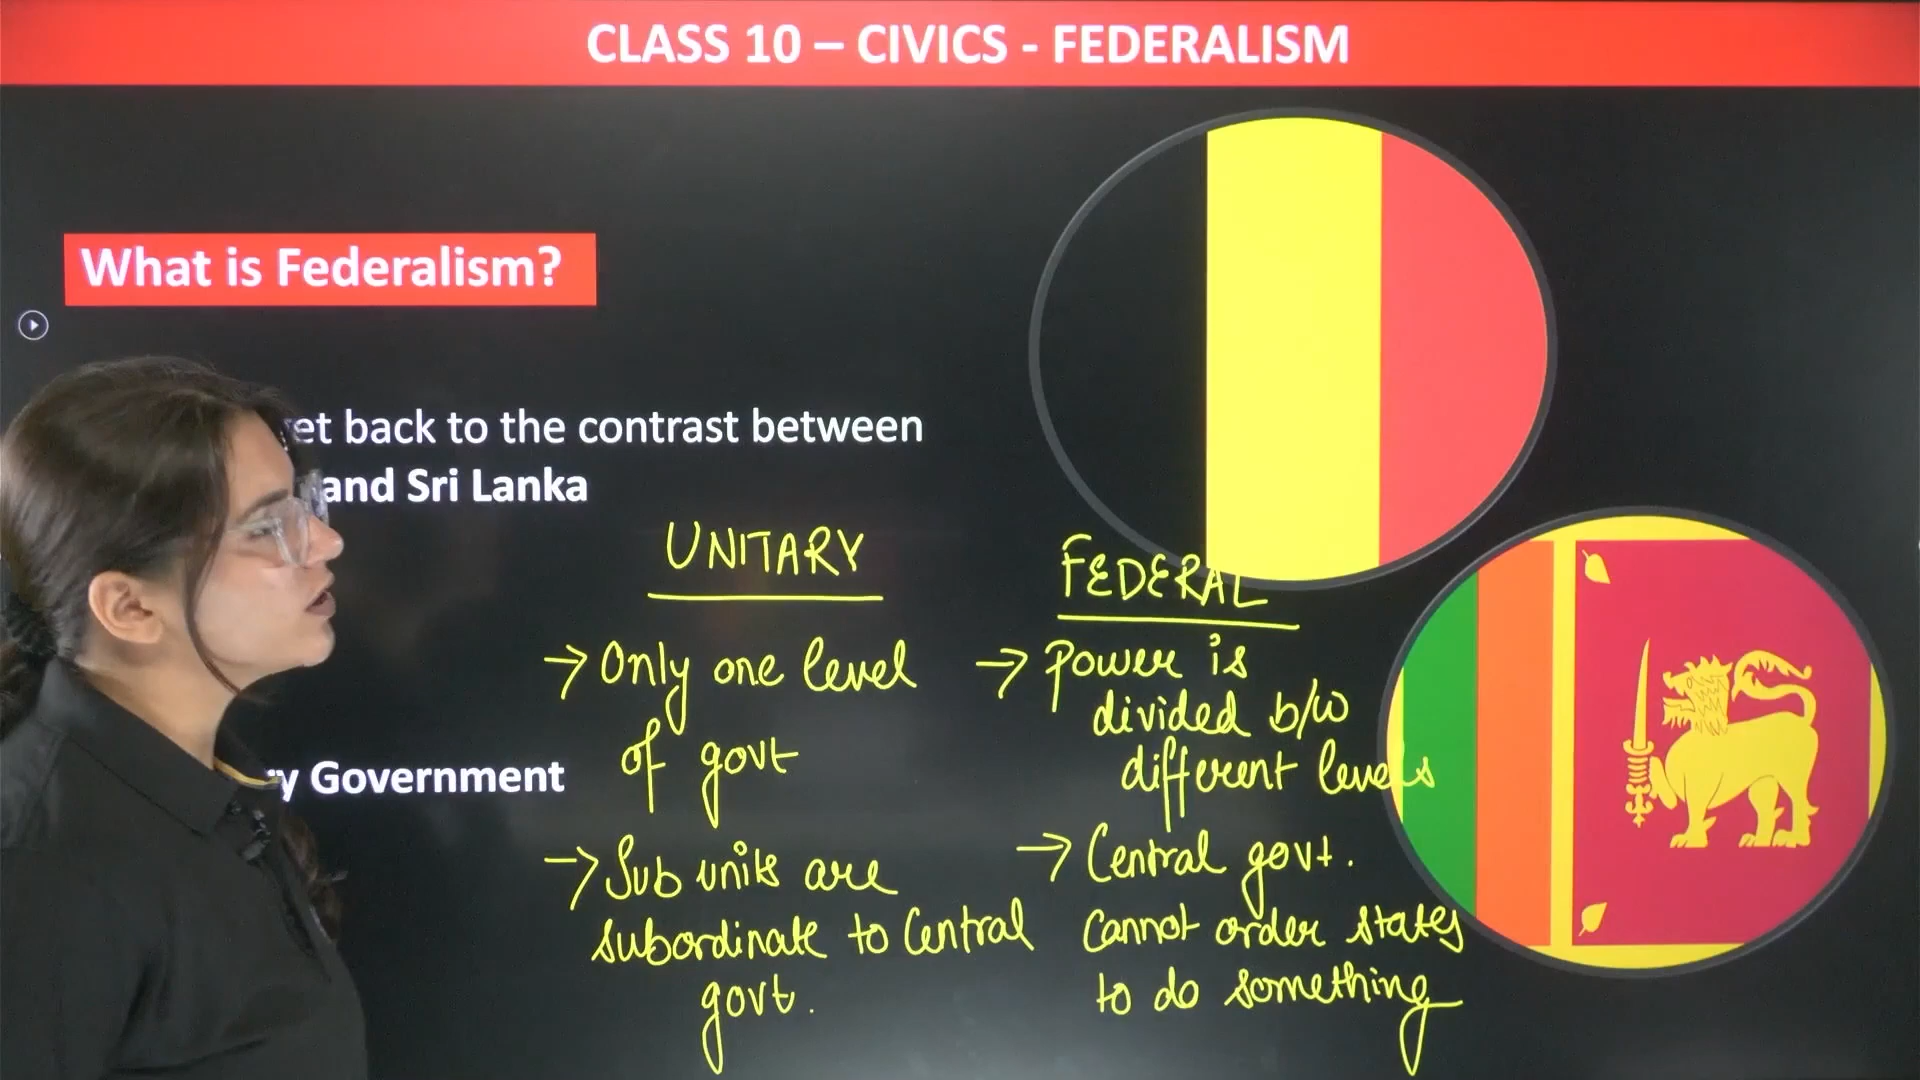 CLASS 10 – CIVICS - FEDERALISM
What is Federalism?
back to the contrast between
and Sri Lanka
UNITARY
→ Only one level
of govt
→ Sub units are
subordinate to Central
govt.
Government
FEDERAL
→ power is
divided b/w
different levels
→ Central govt.
cannot order states
to do something